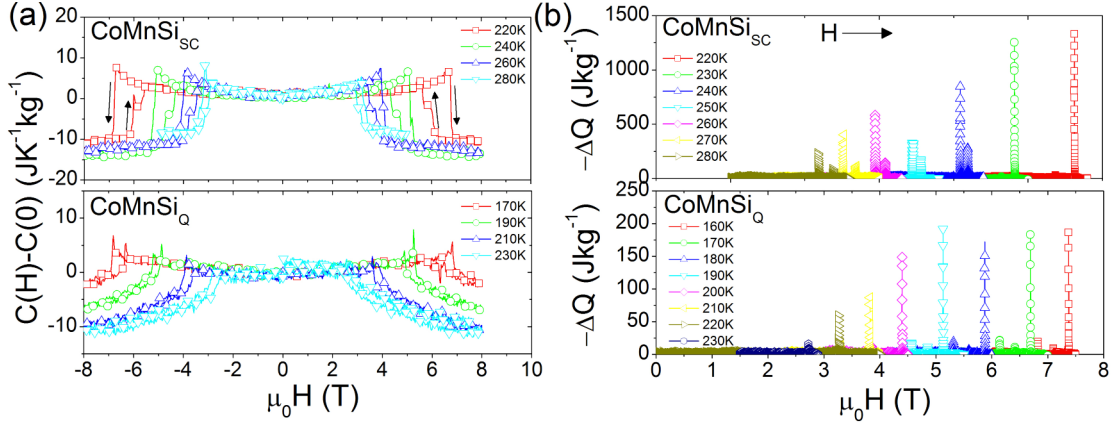 (a)
CoMnSi_SC
220K
240K
260K
280K
20
10
0
-10
-20
CoMnSi_Q
170K
190K
210K
230K
10
0
-10
-8 -6 -4 -2 0 2 4 6 8
μ₀H (T)
C(H)-C(0) (JK⁻¹kg⁻¹)
(b)
CoMnSi_SC
H
220K
230K
240K
250K
260K
270K
280K
1500
1000
500
250
0
−ΔQ (Jkg⁻¹)
CoMnSi_Q
160K
170K
180K
190K
200K
210K
220K
230K
250
200
150
100
50
0
−ΔQ (Jkg⁻¹)
0 1 2 3 4 5 6 7 8
μ₀H (T)